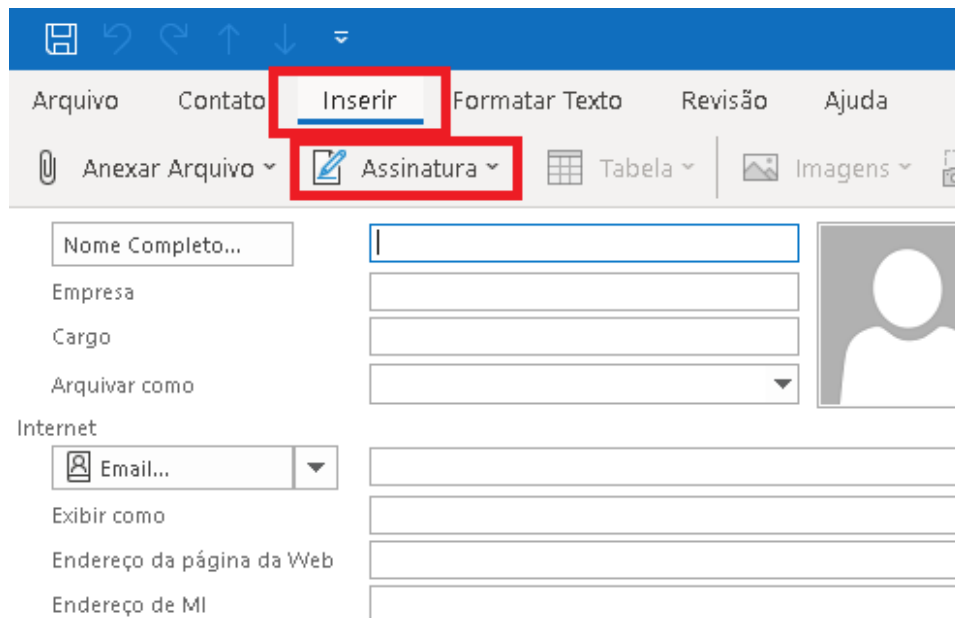 Arquivo Contato Inserir Formatar Texto Revisão Ajuda
Anexar Arquivo Assinatura Tabela Imagens
Nome Completo...
Empresa
Cargo
Arquivar como
Internet
Email...
Exibir como
Endereço da página da Web
Endereço de MI